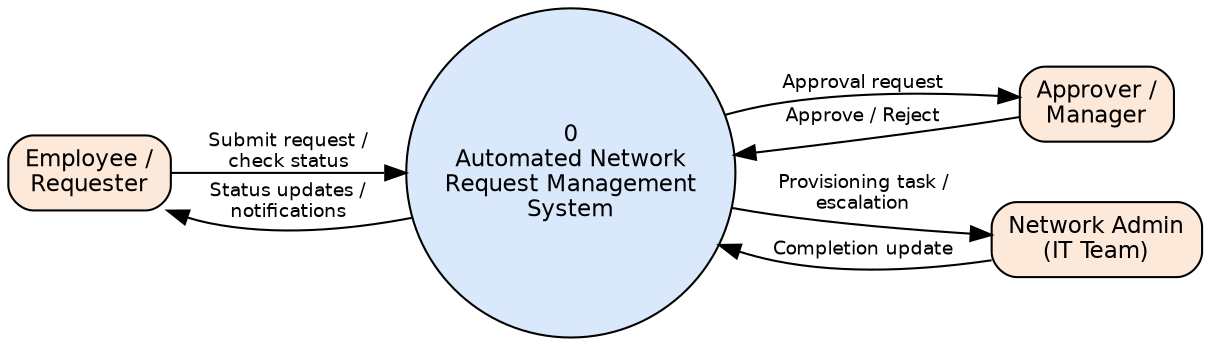 Employee /
Requester
Submit request /
check status
Status updates /
notifications
0
Automated Network
Request Management
System
Approval request
Approve / Reject
Provisioning task /
escalation
Completion update
Approver /
Manager
Network Admin
(IT Team)